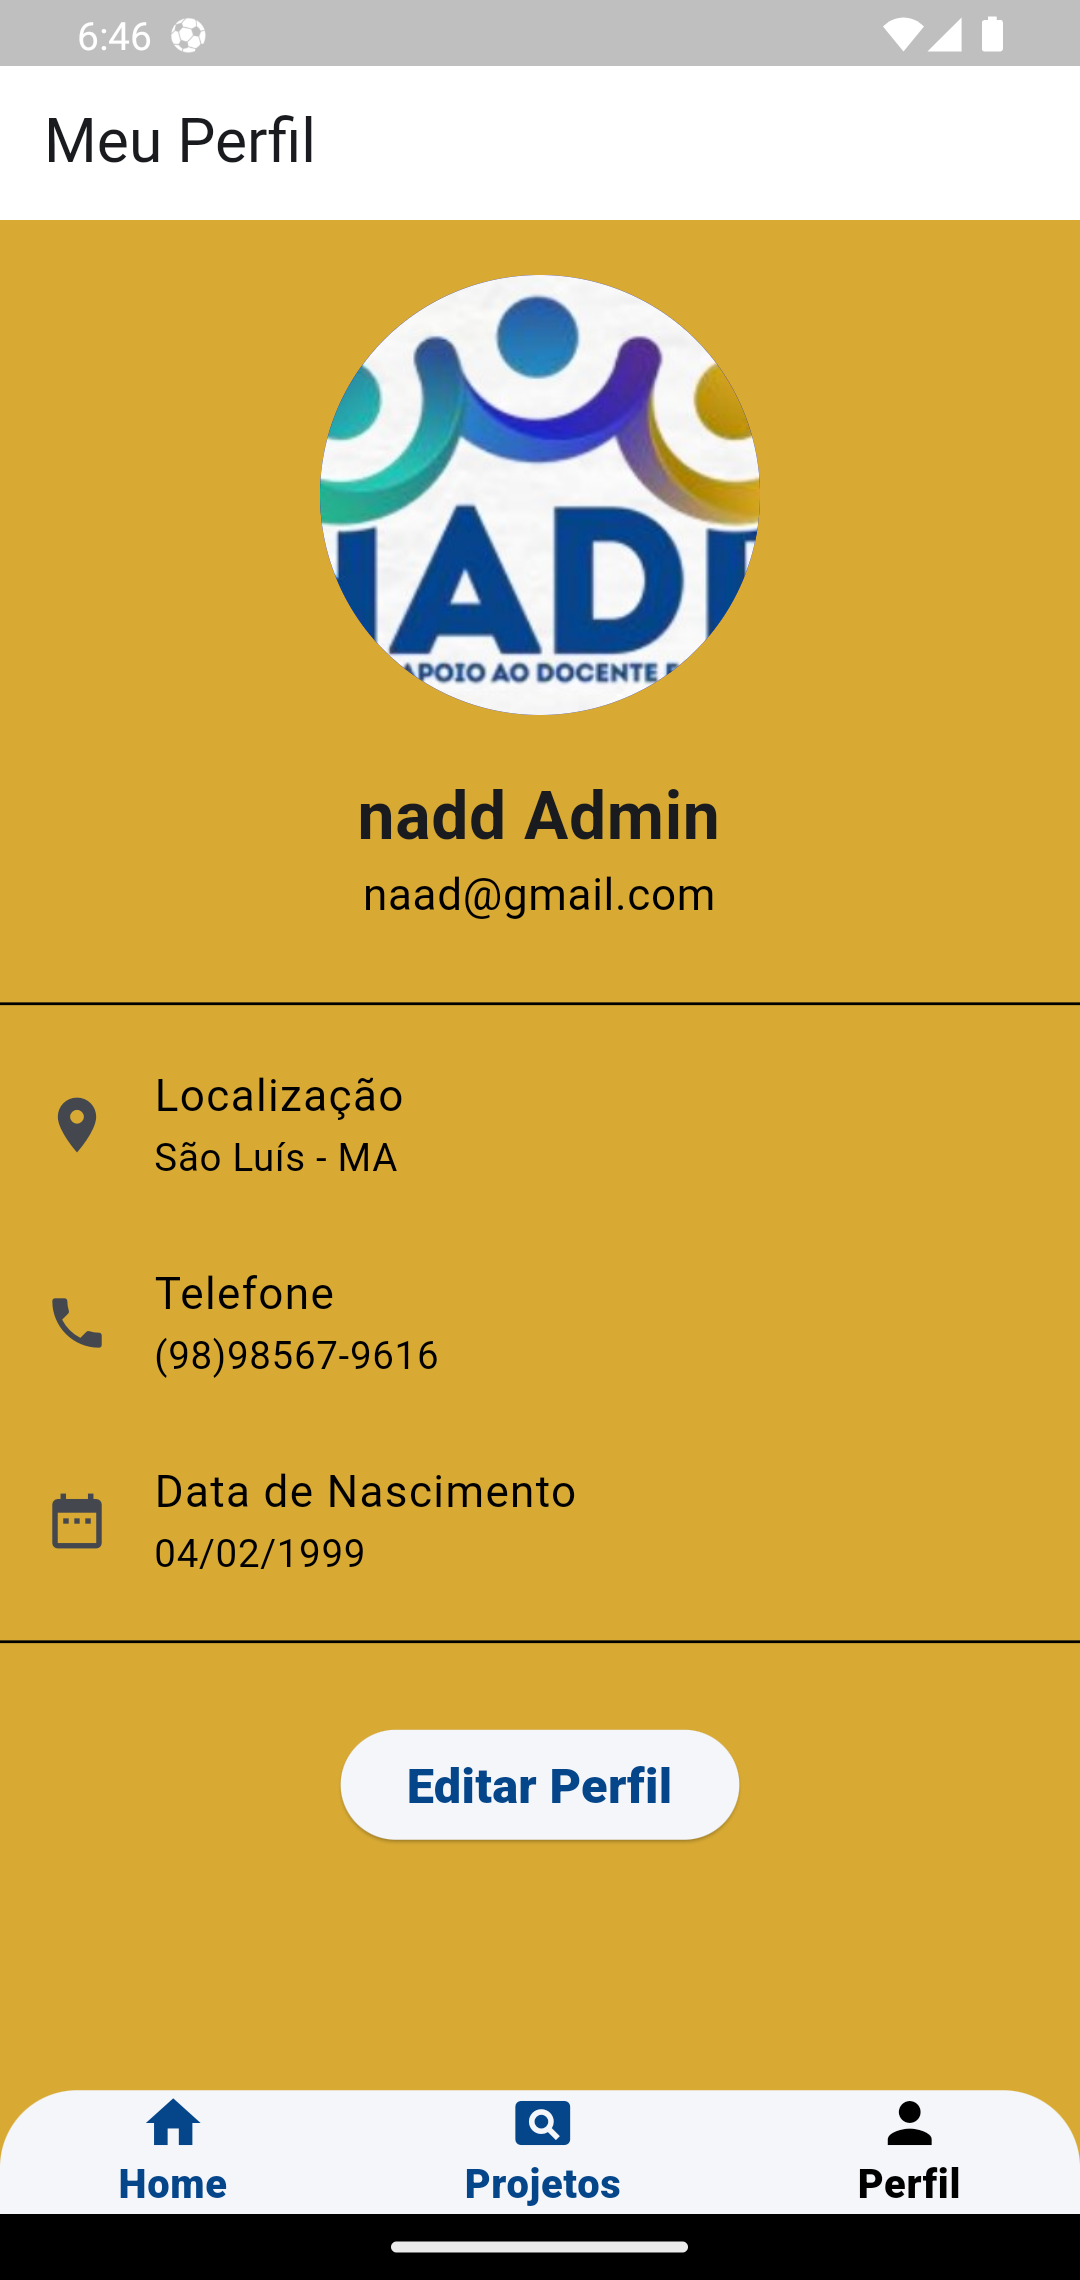 6:46
Meu Perfil
AD
APOIO AO DOCENTE
nadd Admin
naad@gmail.com
Localização
São Luís - MA
Telefone
(98)98567-9616
Data de Nascimento
04/02/1999
Editar Perfil
Home
Projetos
Perfil